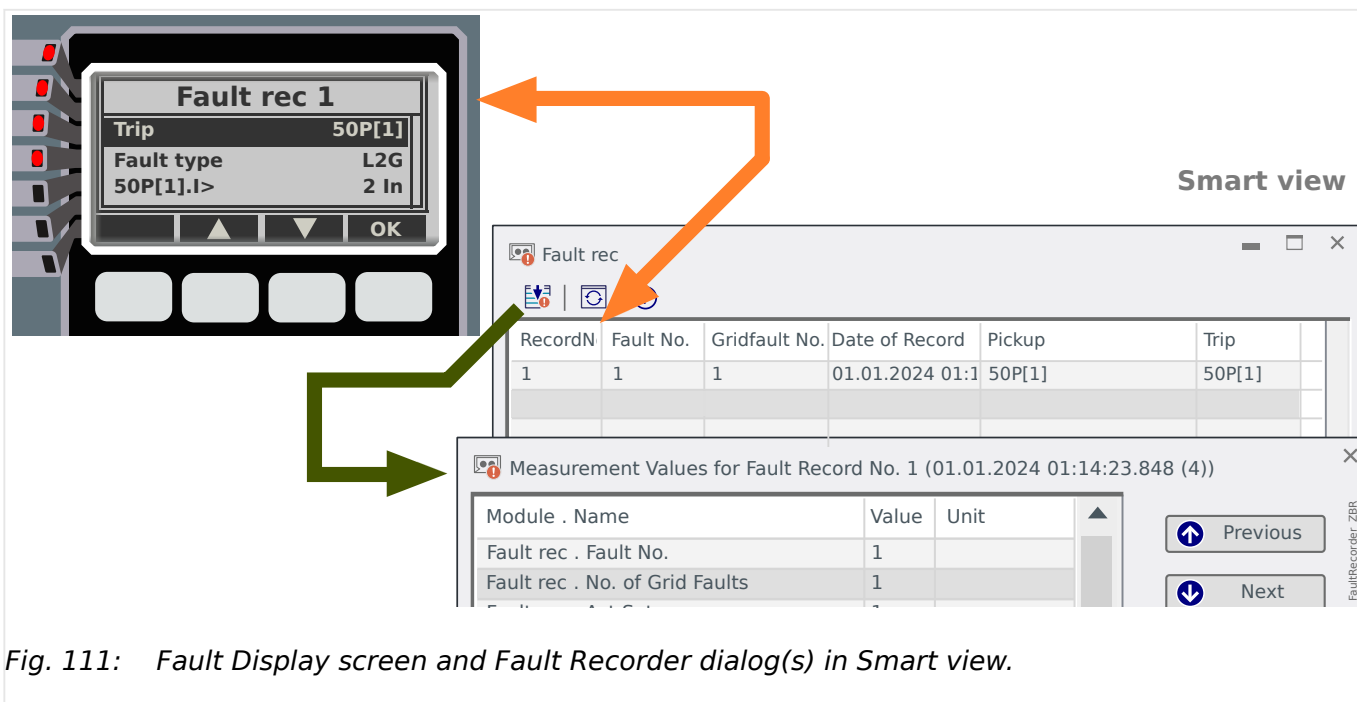 Fault rec 1
Trip 50P[1]
Fault type L2G
50P[1].I> 2 In
OK
Smart view
Fault rec
RecordN Fault No. Gridfault No. Date of Record Pickup Trip
1 1 1 01.01.2024 01:1 50P[1] 50P[1]
Measurement Values for Fault Record No. 1 (01.01.2024 01:14:23.848 (4))
Module . Name Value Unit
Fault rec . Fault No. 1
Fault rec . No. of Grid Faults 1
Previous
Next
FaultRecorder_ZBR
Fig. 111: Fault Display screen and Fault Recorder dialog(s) in Smart view.